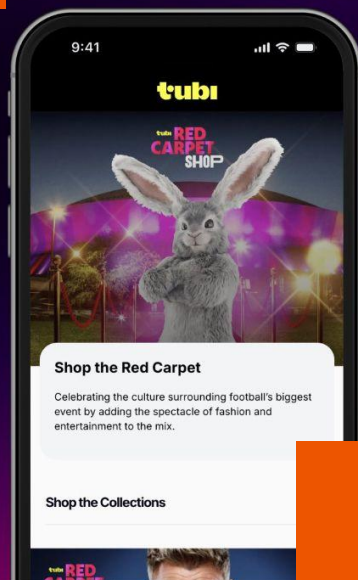 9:41
tubi
tubi RED
CARPET
SHOP
Shop the Red Carpet
Celebrating the culture surrounding football's biggest
event by adding the spectacle of fashion and
entertainment to the mix.
Shop the Collections
tubi RED
CARPET